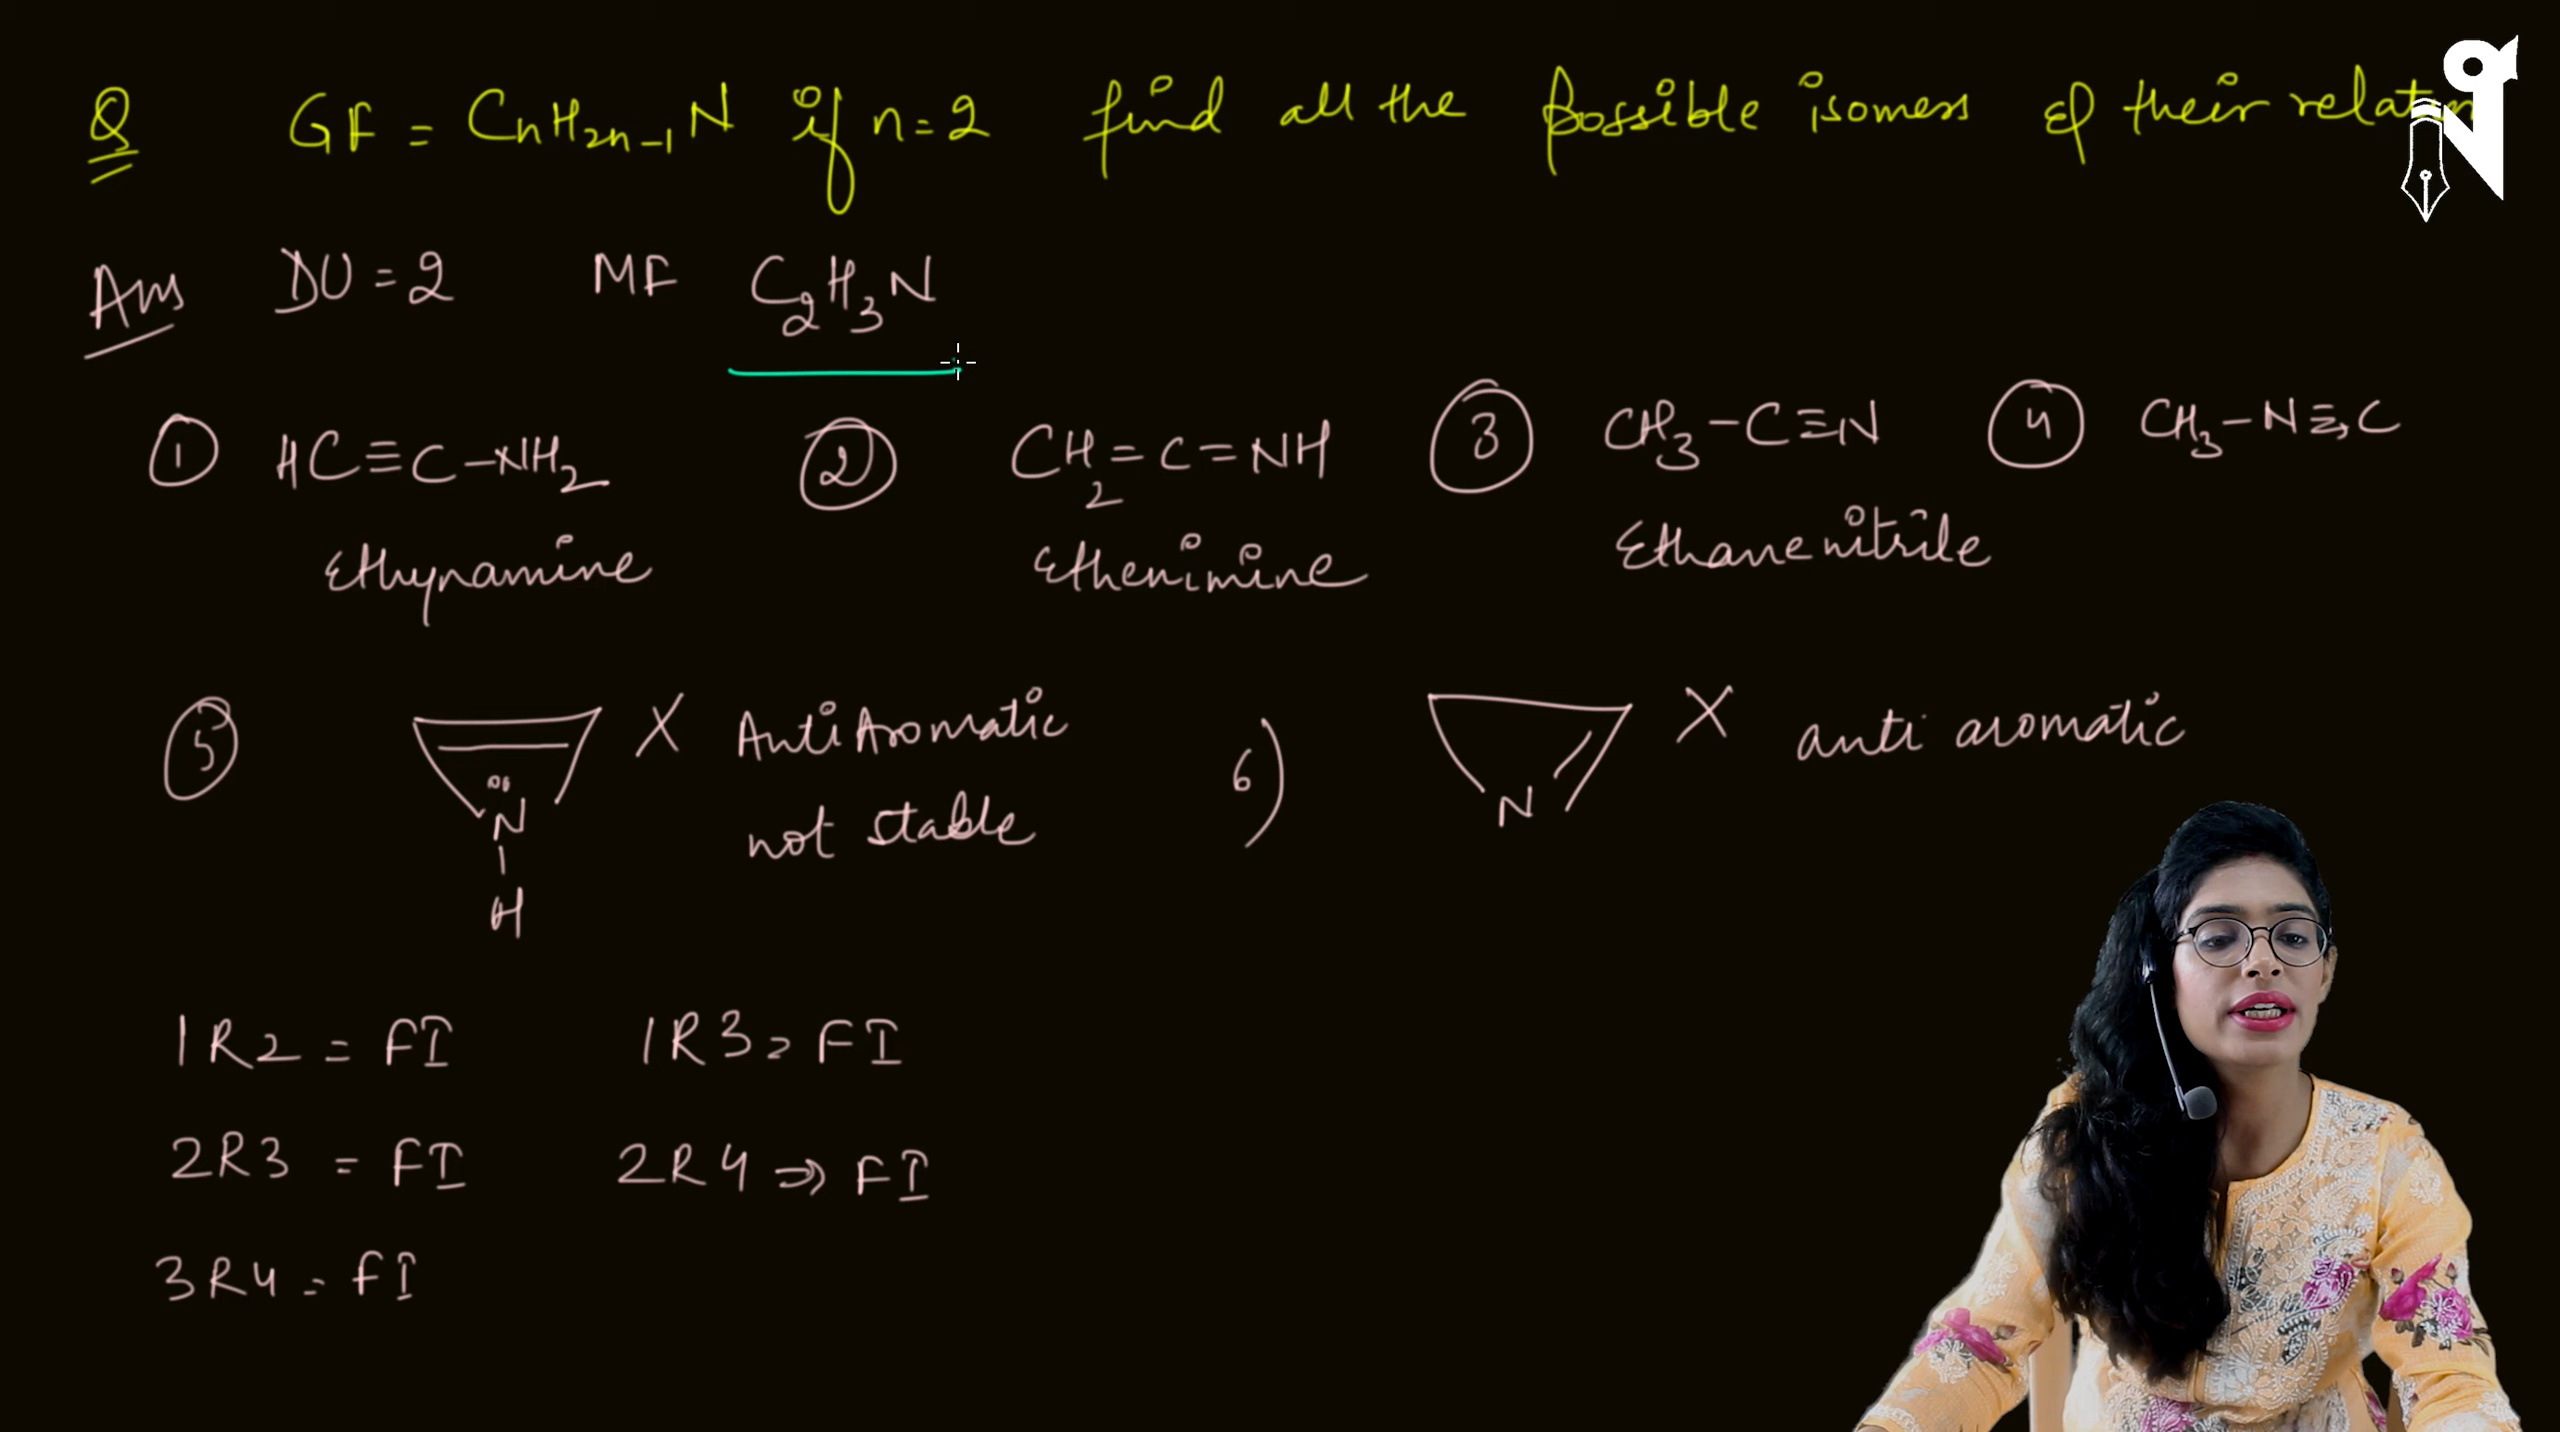 Q GF = CnH2n-1N if n=2 find all the possible isomers & their relation
Ans DU = 2 MF C2H3N
① HC≡C-NH2 ② CH2=C=NH ③ CH3-C≡N ④ CH3-N≡C
Ethynamine Ethenimine Ethanenitrile
⑤ N H X Anti Aromatic not stable
6) N X anti aromatic
1R2 = FI 1R3 = FI
2R3 = FI 2R4 ⇒ FI
3R4 = FI